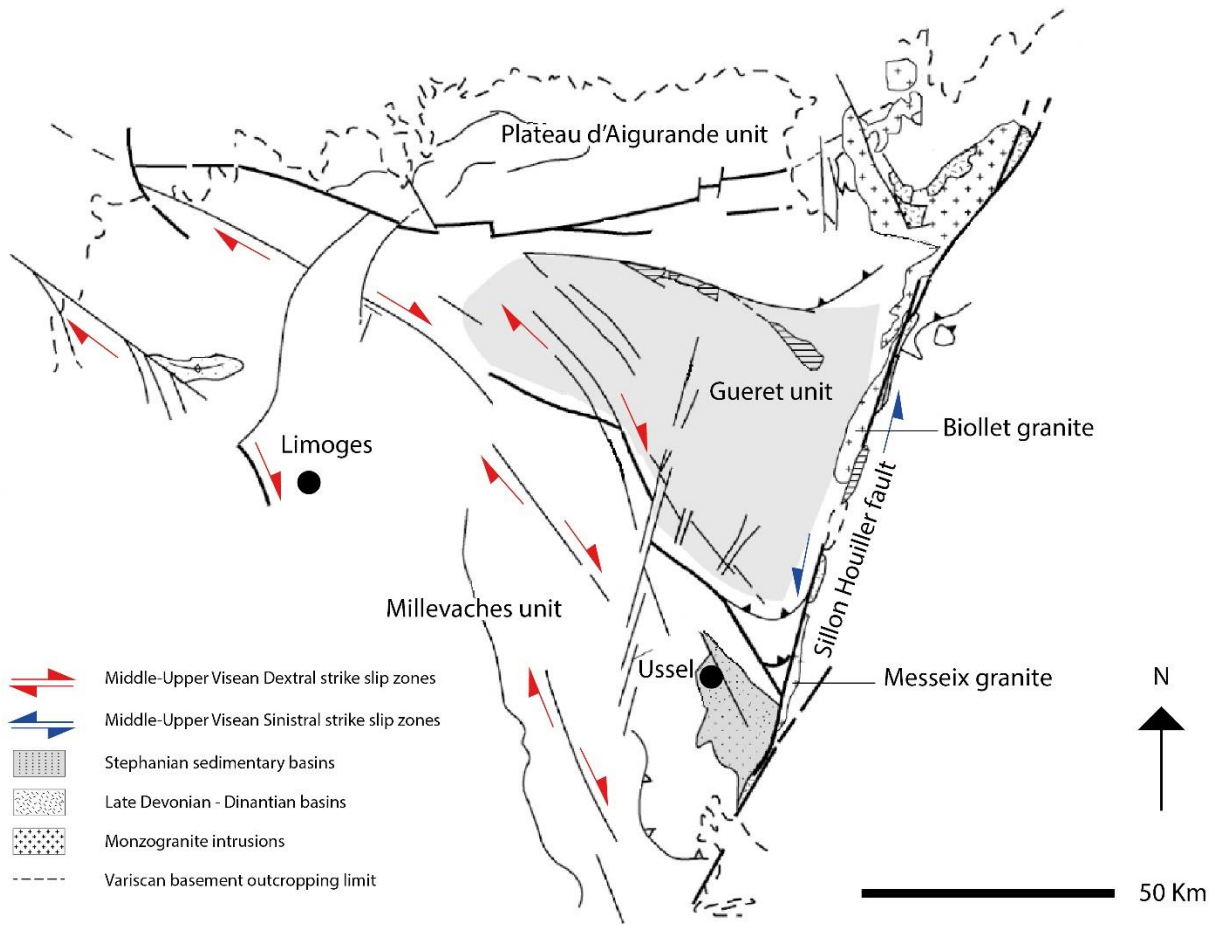 Plateau d'Aigurande unit
Gueret unit
Biollet granite
Limoges
Sillon Houiller fault
Millevaches unit
Ussel
Messeix granite
N
Middle-Upper Visean Dextral strike slip zones
Middle-Upper Visean Sinistral strike slip zones
Stephanian sedimentary basins
Late Devonian - Dinantian basins
Monzogranite intrusions
Variscan basement outcropping limit
50 Km